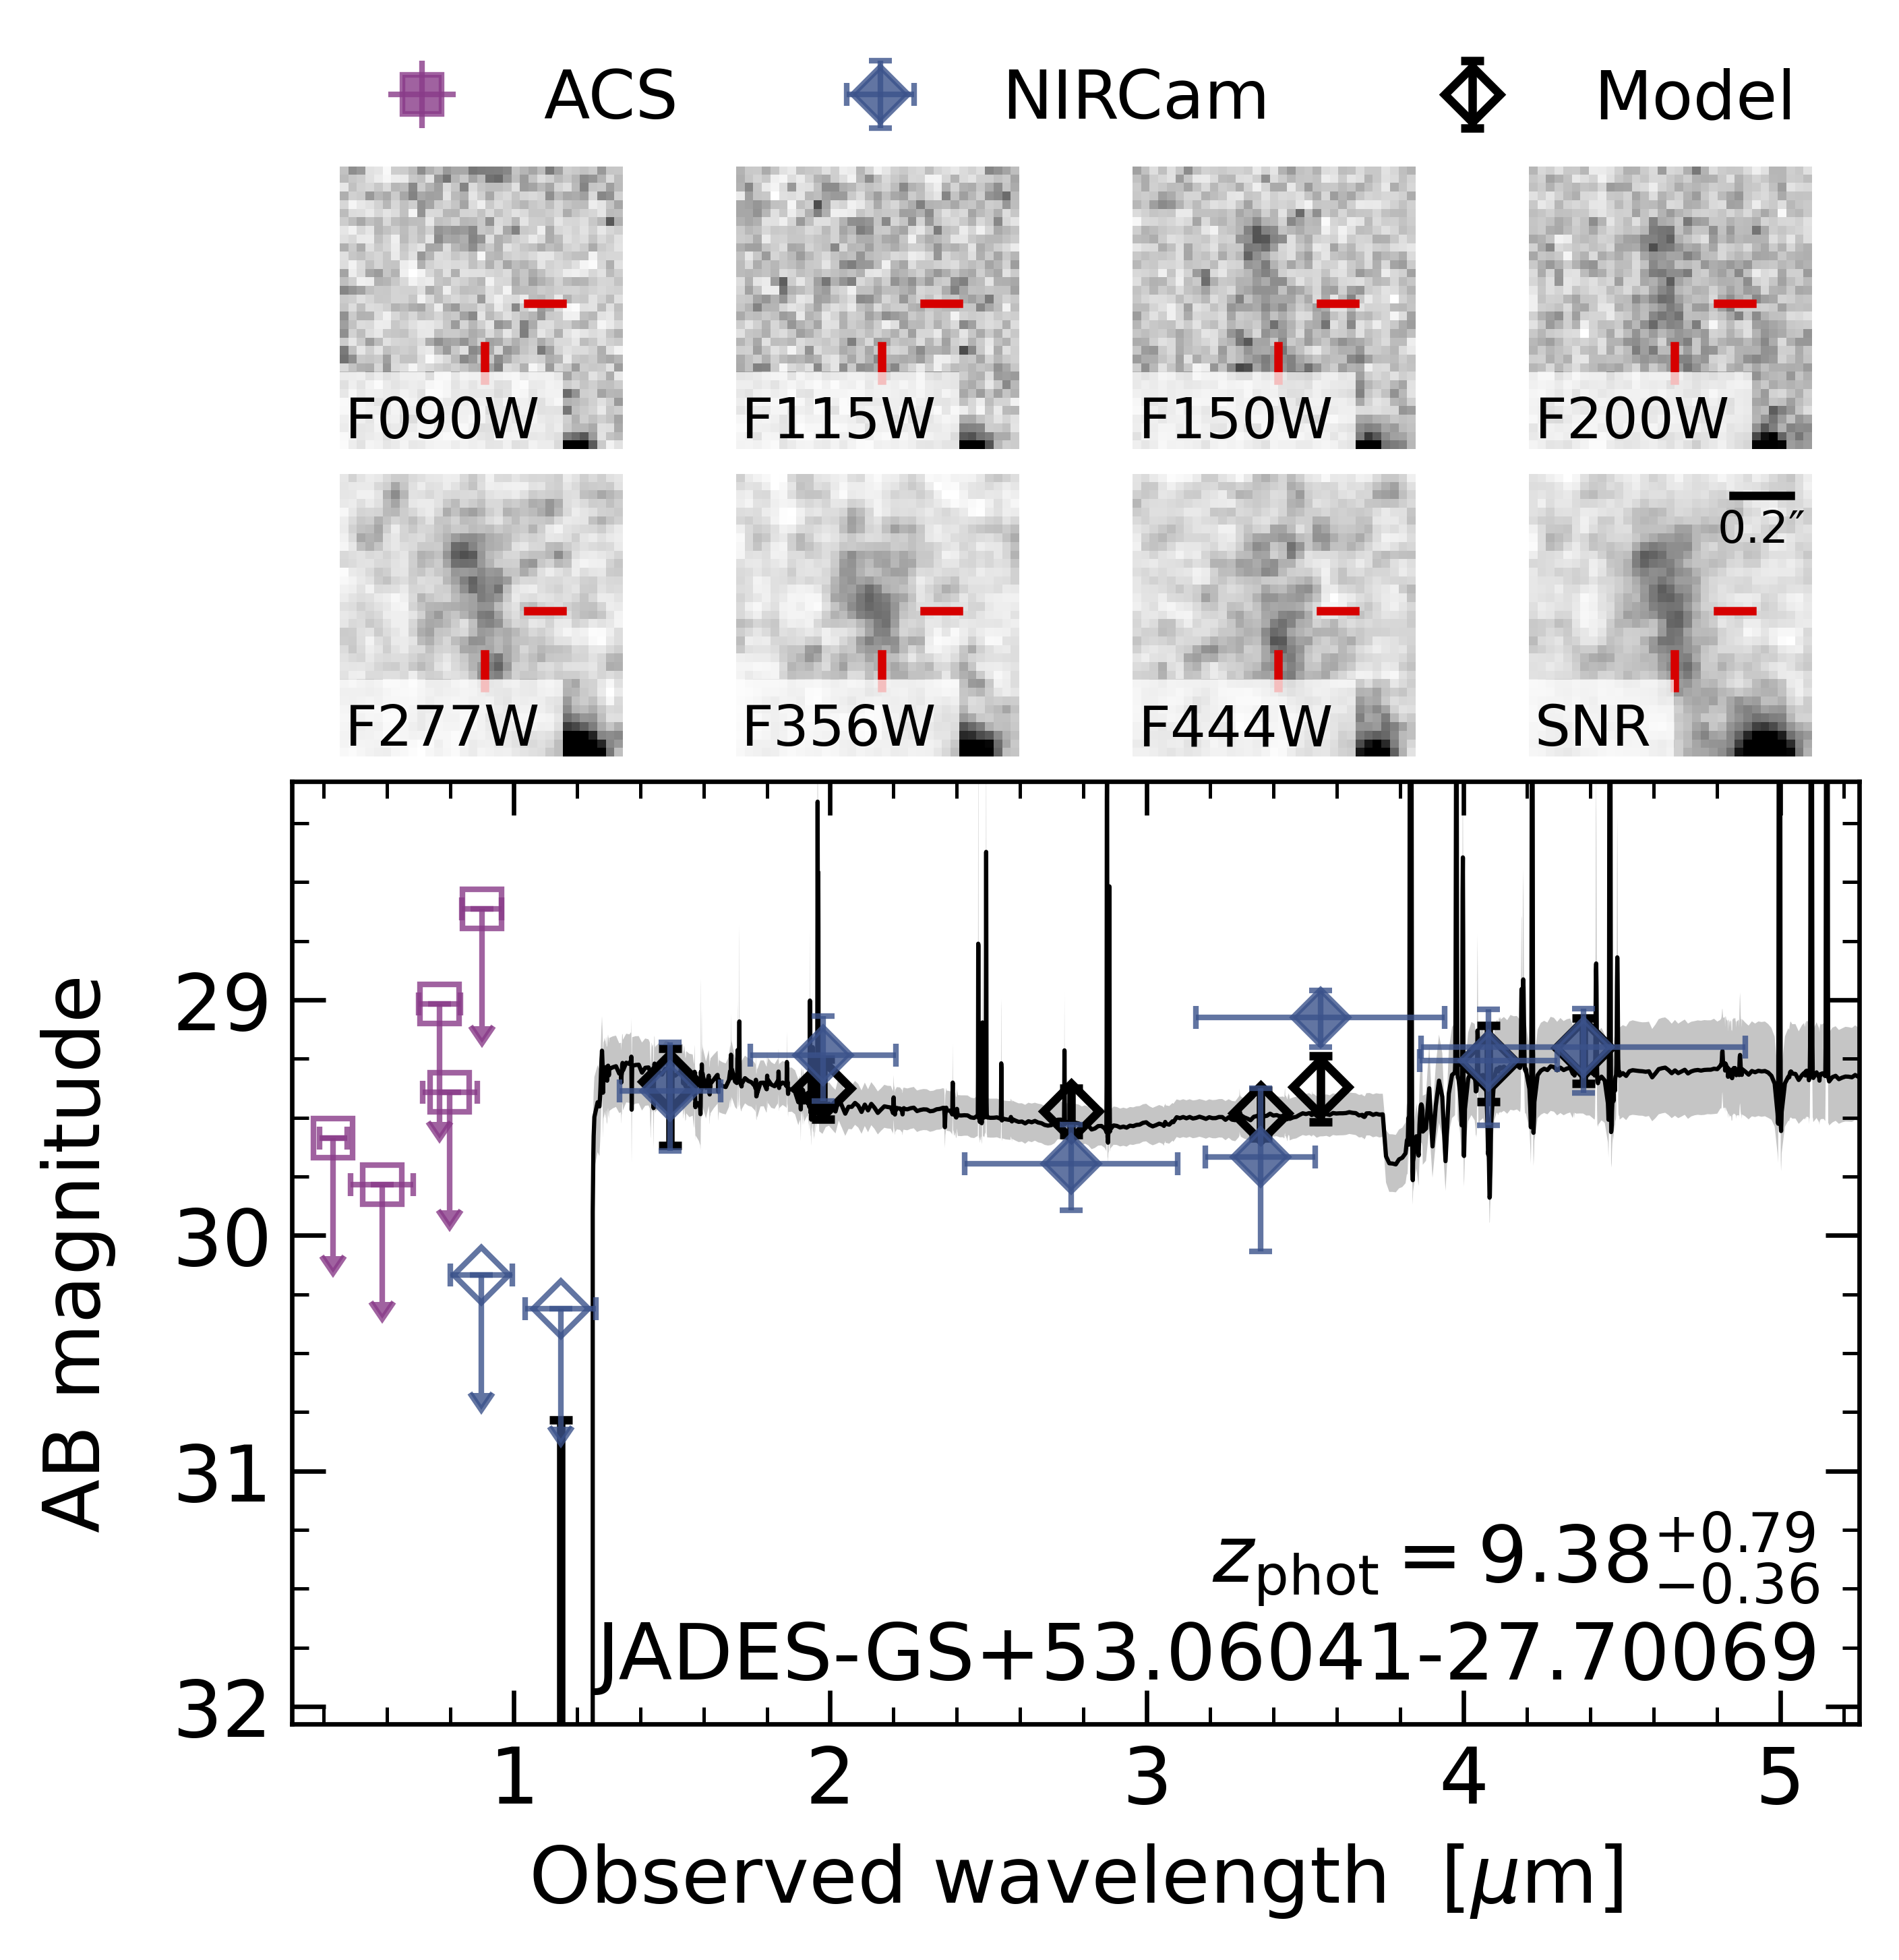 ACS NIRCam Model
F090W F115W F150W F200W
0.2″
F277W F356W F444W SNR
29
30
31
32
AB magnitude
z_phot = 9.38^{+0.79}_{−0.36}
JADES-GS+53.06041-27.70069
1 2 3 4 5
Observed wavelength [μm]